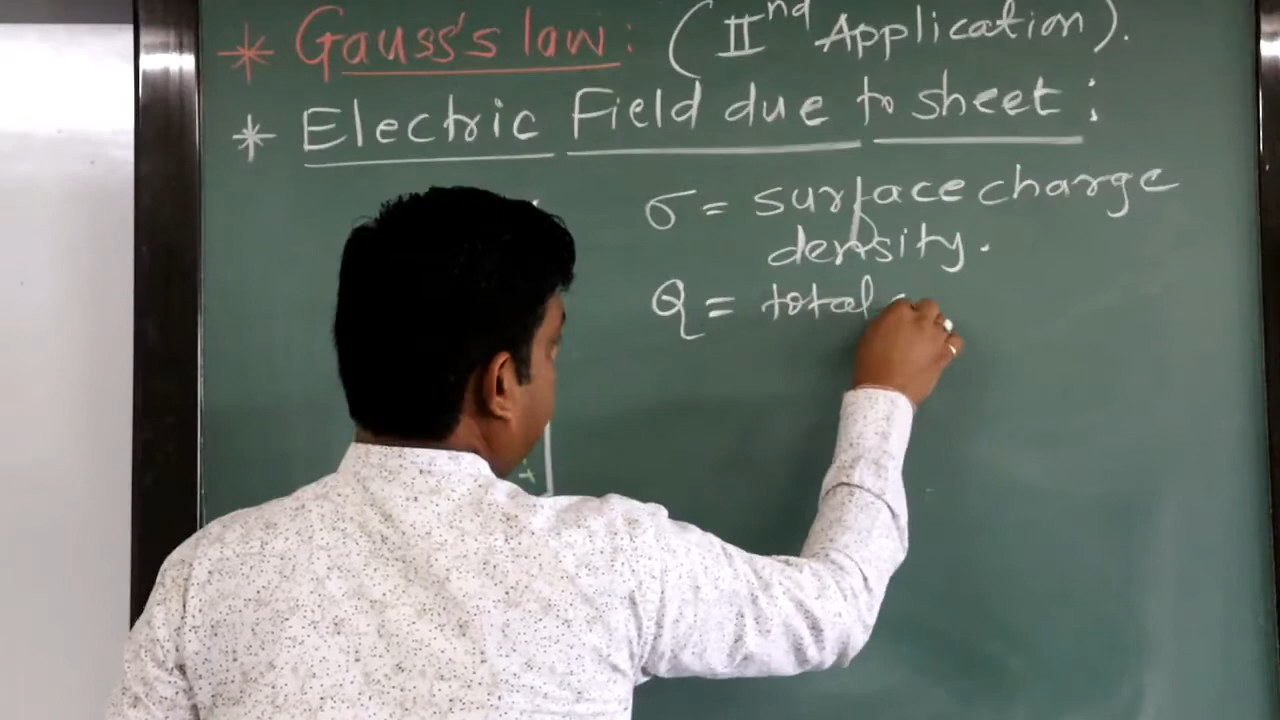 * Gauss's law : ( IInd Application ).
* Electric Field due to sheet :
σ = surface charge
density.
Q = total
+